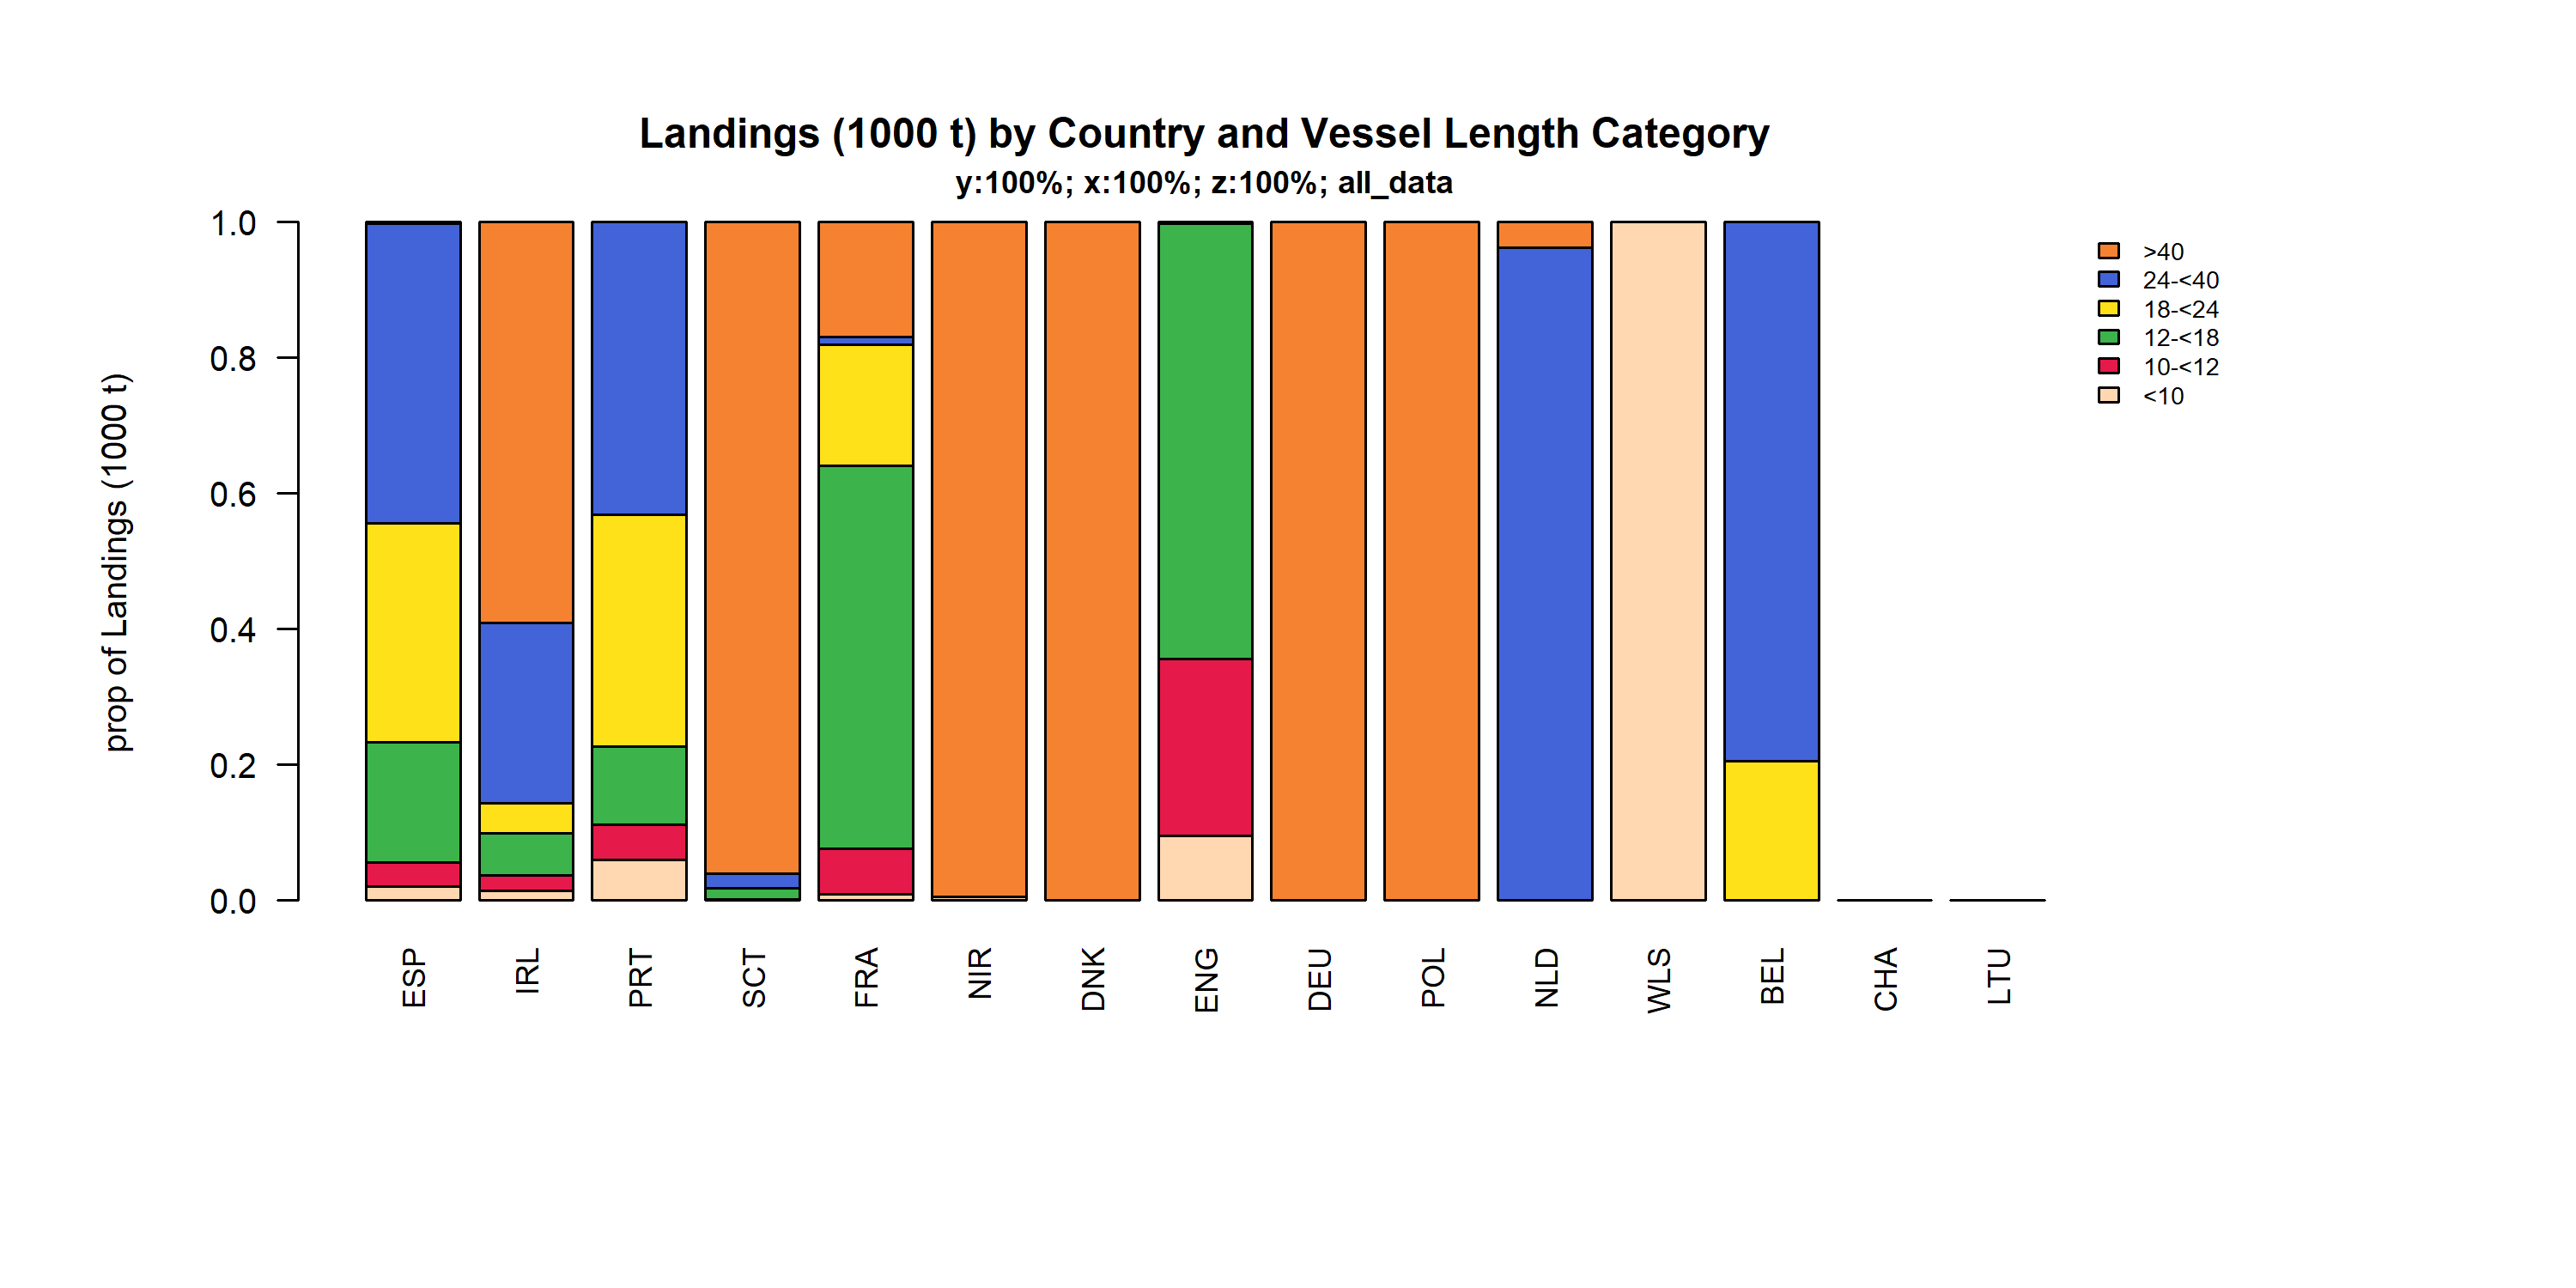 Landings (1000 t) by Country and Vessel Length Category
y:100%; x:100%; z:100%; all_data
prop of Landings (1000 t)
1.0
0.8
0.6
0.4
0.2
0.0
ESP
IRL
PRT
SCT
FRA
NIR
DNK
ENG
DEU
POL
NLD
WLS
BEL
CHA
LTU
>40
24-<40
18-<24
12-<18
10-<12
<10